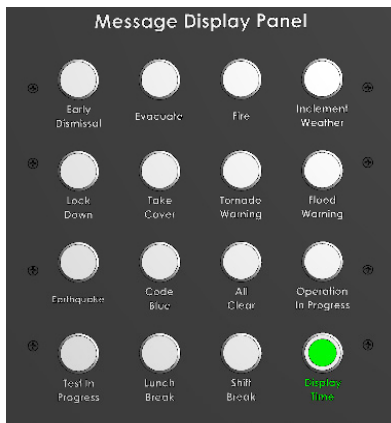 Message Display Panel
Early
Dismissal
Evacuate
Fire
Inclement
Weather
Lock
Down
Take
Cover
Tornado
Warning
Flood
Warning
Earthquake
Code
Blue
All
Clear
Operation
In Progress
Test In
Progress
Lunch
Break
Shift
Break
Display
Time